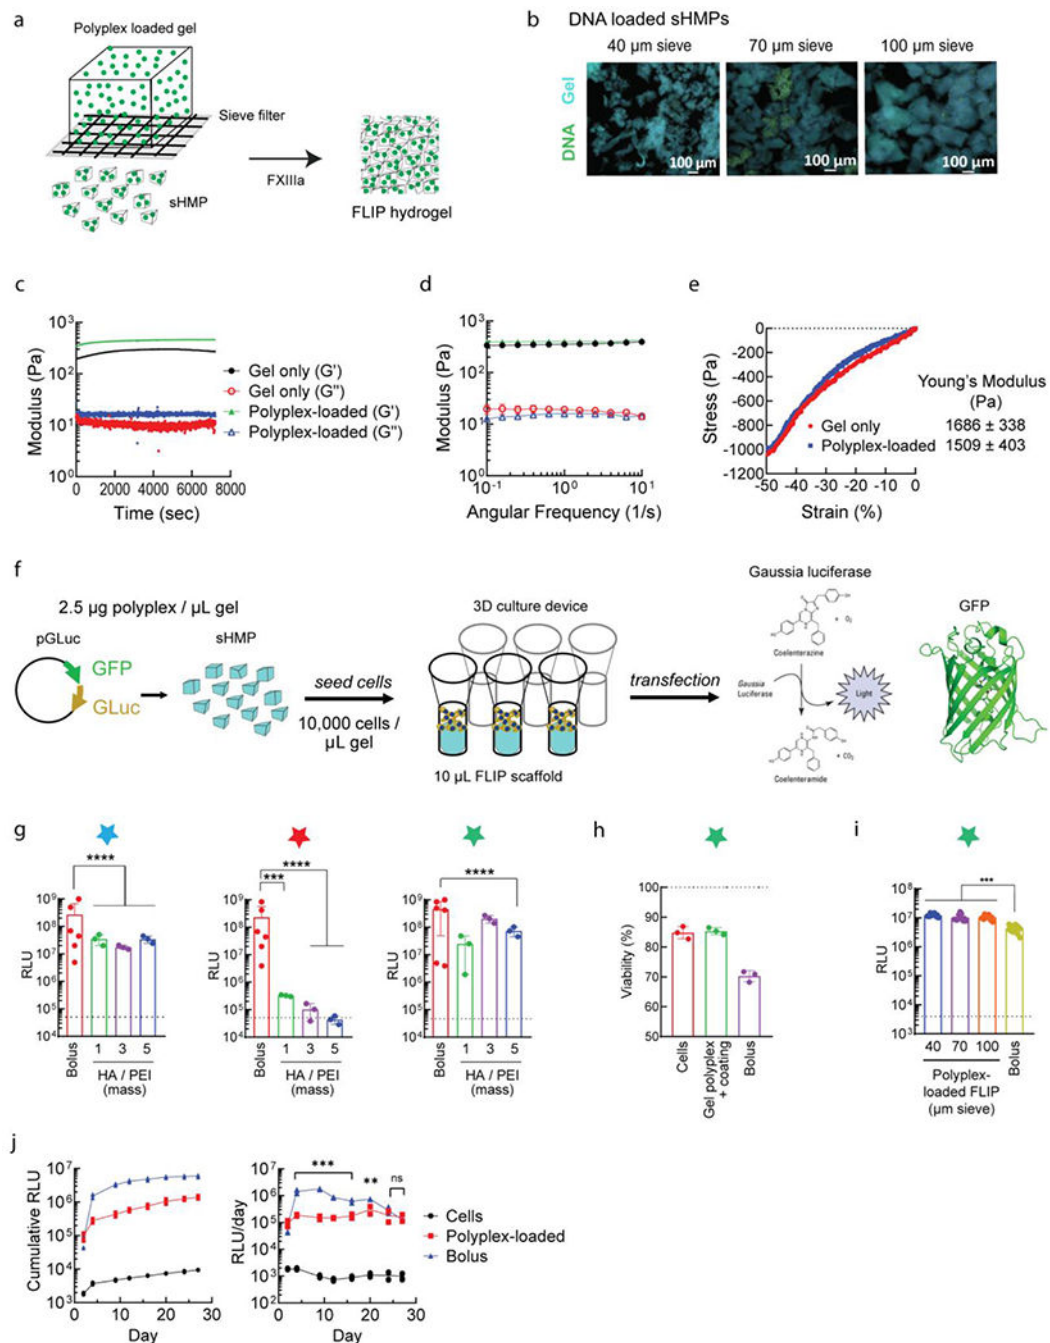 a
Polyplex loaded gel
Sieve filter
FXIIIa
sHMP
FLIP hydrogel
b
DNA loaded sHMPs
40 µm sieve
70 µm sieve
100 µm sieve
DNA Gel
100 µm
100 µm
100 µm
c
Modulus (Pa)
10³
10²
10¹
10⁰
0 2000 4000 6000 8000
Time (sec)
Gel only (G')
Gel only (G'')
Polyplex-loaded (G')
Polyplex-loaded (G'')
d
Modulus (Pa)
10³
10²
10¹
10⁰
10⁻¹ 10⁰ 10¹
Angular Frequency (1/s)
e
Stress (Pa)
0
-200
-400
-600
-800
-1000
-1200
-50 -40 -30 -20 -10 0
Strain (%)
Young's Modulus
(Pa)
Gel only 1686 ± 338
Polyplex-loaded 1509 ± 403
f
2.5 µg polyplex / µL gel
pGLuc
GFP
GLuc
sHMP
seed cells
10,000 cells /
µL gel
3D culture device
10 µL FLIP scaffold
transfection
Gaussia luciferase
+ O₂
Coelenterazine
Gaussia
Luciferase
Light
+ CO₂
Coelenteramide
GFP
g
RLU
10⁹
10⁸
10⁷
10⁶
10⁵
10⁴
****
Bolus
1 3 5
HA / PEI
(mass)
RLU
10⁹
10⁸
10⁷
10⁶
10⁵
10⁴
****
***
Bolus
1 3 5
HA / PEI
(mass)
RLU
10⁹
10⁸
10⁷
10⁶
10⁵
10⁴
****
Bolus
1 3 5
HA / PEI
(mass)
h
Viability (%)
100
90
80
70
60
50
Cells
Gel polyplex
+ coating
Bolus
i
RLU
10⁸
10⁷
10⁶
10⁵
10⁴
10³
***
40 70 100
Bolus
Polyplex-
loaded FLIP
(µm sieve)
j
Cumulative RLU
10⁷
10⁶
10⁵
10⁴
10³
0 10 20 30
Day
RLU/day
10⁷
10⁶
10⁵
10⁴
10³
10²
***
**
ns
0 10 20 30
Day
Cells
Polyplex-loaded
Bolus